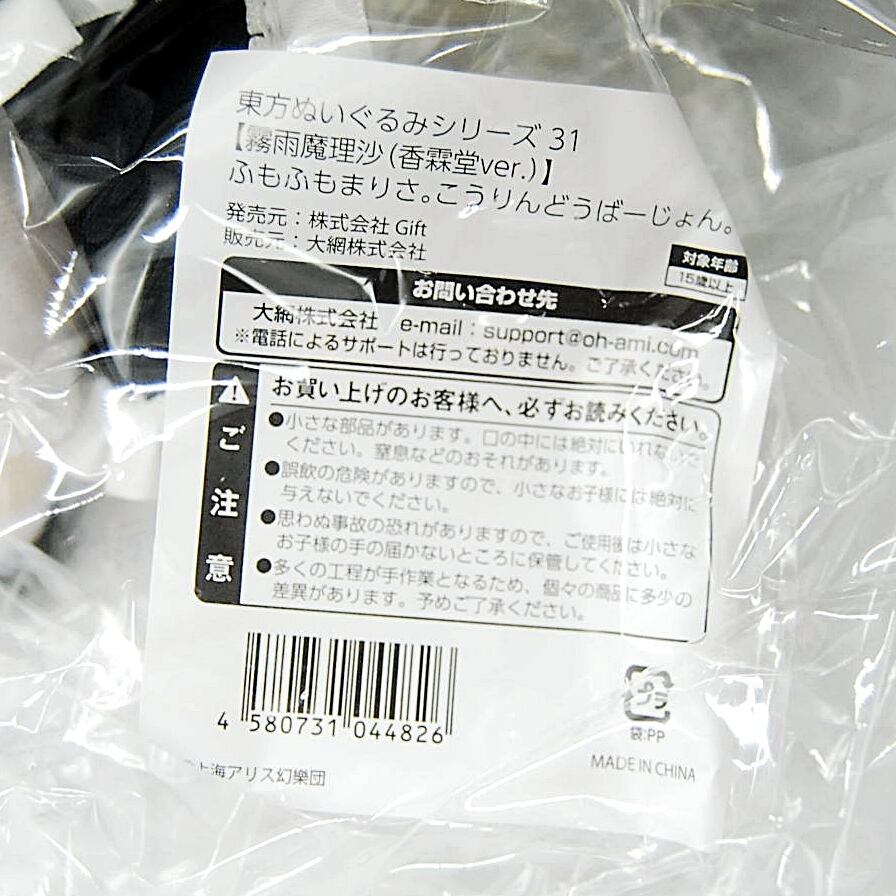 東方ぬいぐるみシリーズ 31
【霧雨魔理沙(香霖堂ver.)】
ふもふもまりさ。こうりんどうばーじょん。
発売元：株式会社 Gift
販売元：大網株式会社
対象年齢
15歳以上
お問い合わせ先
大網株式会社　e-mail：support@oh-ami.com
※電話によるサポートは行っておりません。ご了承ください。
ご注意
お買い上げのお客様へ、必ずお読みください。
●小さな部品があります。口の中には絶対にいれないで
ください。窒息などのおそれがあります。
●誤飲の危険がありますので、小さなお子様には絶対に
与えないでください。
●思わぬ事故の恐れがありますので、ご使用後は小さな
お子様の手の届かないところに保管してください。
●多くの工程が手作業となるため、個々の商品に多少の
差異があります。予めご了承ください。
4 580731 044826
プラ
袋:PP
上海アリス幻樂団
MADE IN CHINA